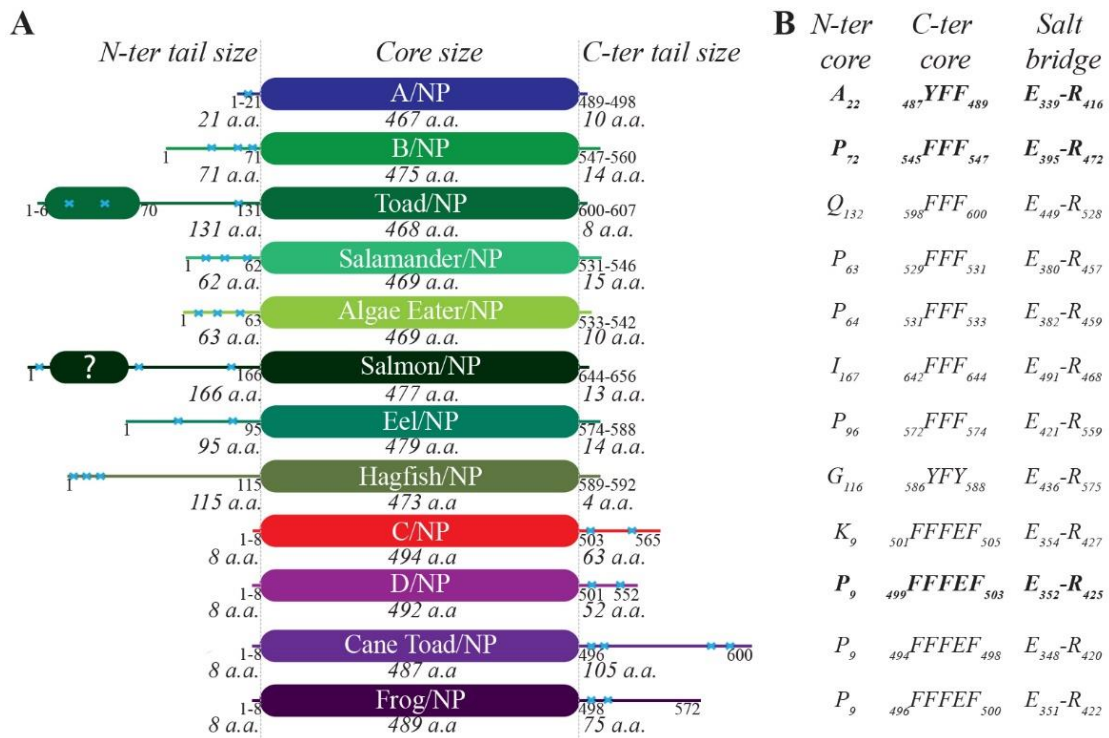 A
N-ter tail size Core size C-ter tail size
A/NP
1-21 489-498
21 a.a. 467 a.a. 10 a.a.
B/NP
1 71 547-560
71 a.a. 475 a.a. 14 a.a.
Toad/NP
1-6 70 131 600-607
131 a.a. 468 a.a. 8 a.a.
Salamander/NP
1 62 531-546
62 a.a. 469 a.a. 15 a.a.
Algae Eater/NP
1 63 533-542
63 a.a. 469 a.a. 10 a.a.
? Salmon/NP
1 166 644-656
166 a.a. 477 a.a. 13 a.a.
Eel/NP
1 95 574-588
95 a.a. 479 a.a. 14 a.a.
Hagfish/NP
1 115 589-592
115 a.a. 473 a.a 4 a.a.
C/NP
1-8 503 565
8 a.a. 494 a.a 63 a.a.
D/NP
1-8 501 552
8 a.a. 492 a.a 52 a.a.
Cane Toad/NP
1-8 496 600
8 a.a. 487 a.a 105 a.a.
Frog/NP
1-8 498 572
8 a.a. 489 a.a 75 a.a.
B N-ter C-ter Salt
core core bridge
A22 487YFF489 E339-R416
P72 545FFF547 E395-R472
Q132 598FFF600 E449-R528
P63 529FFF531 E380-R457
P64 531FFF533 E382-R459
I167 642FFF644 E491-R468
P96 572FFF574 E421-R559
G116 586YFY588 E436-R575
K9 501FFFEF505 E354-R427
P9 499FFFEF503 E352-R425
P9 494FFFEF498 E348-R420
P9 496FFFEF500 E351-R422